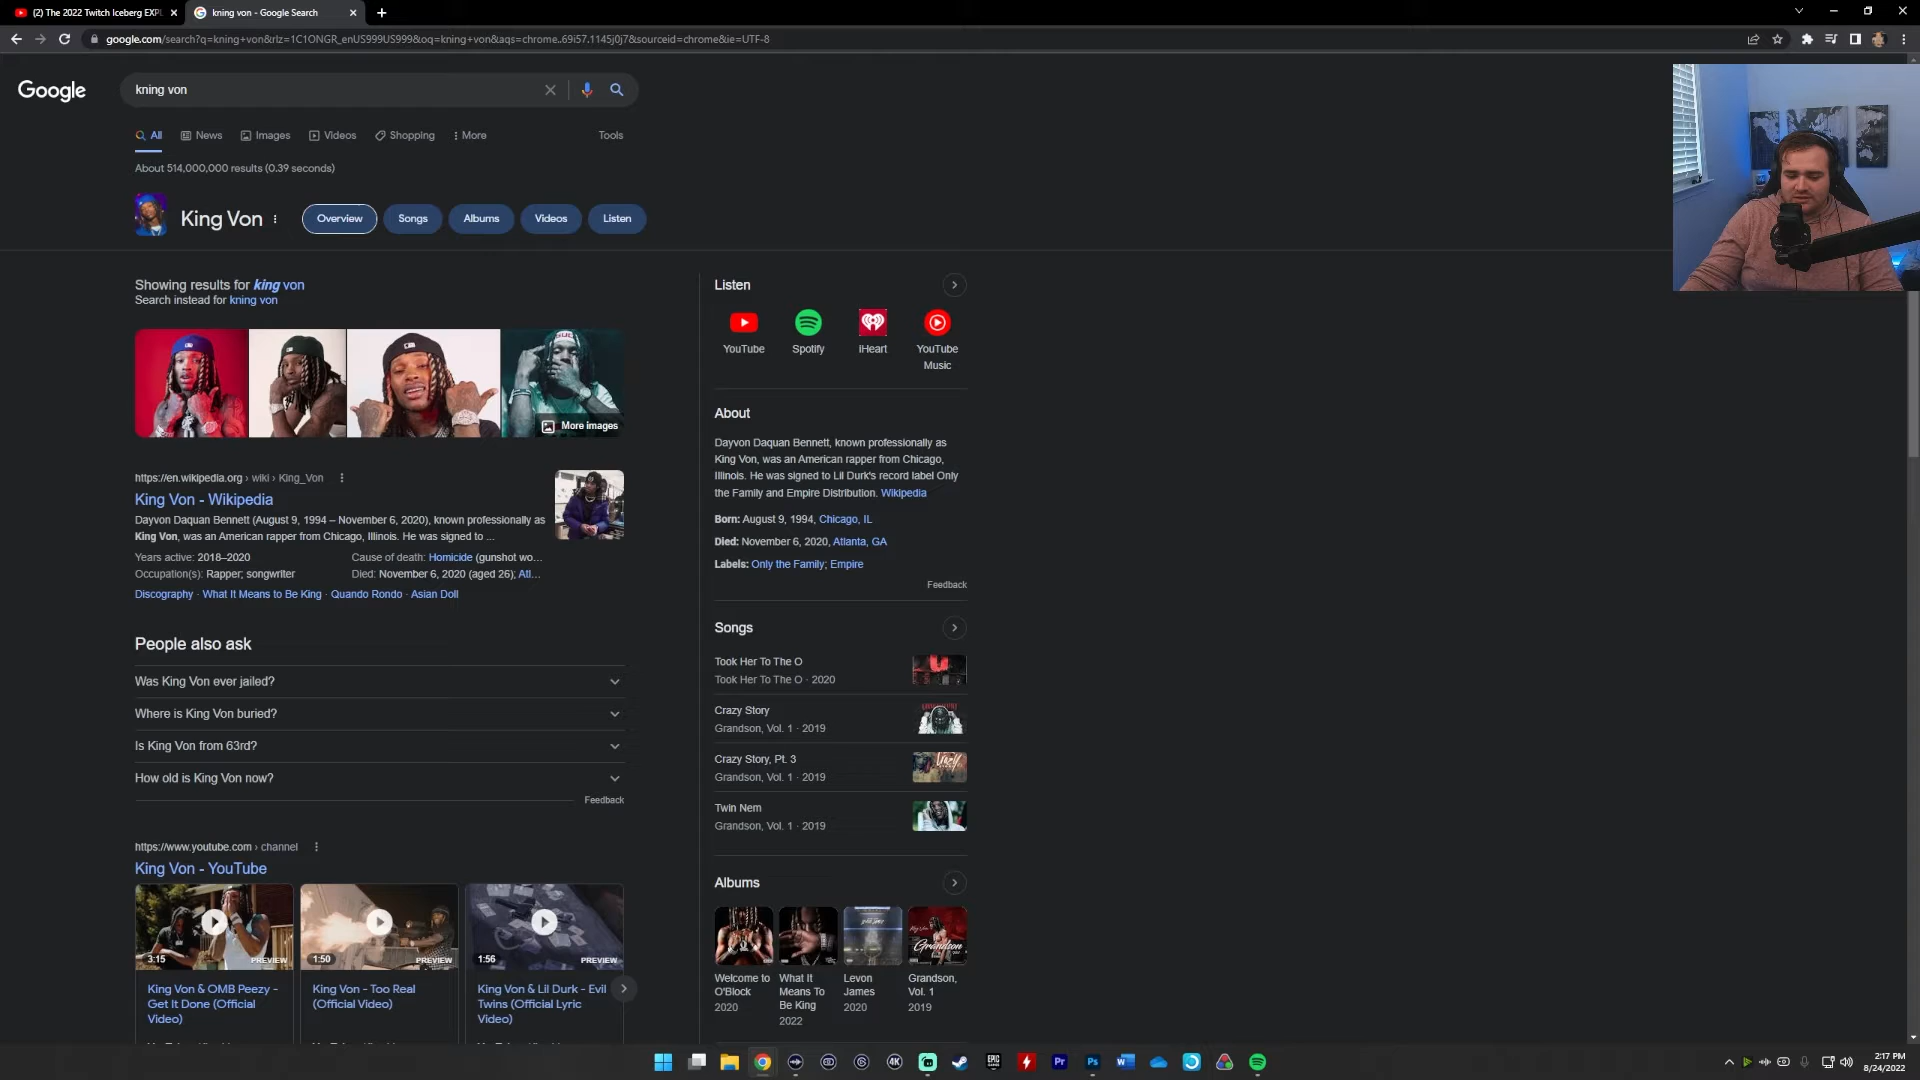 (2) The 2022 Twitch Iceberg EXPL
kning von - Google Search
google.com/search?q=kning+von&rlz=1C1ONGR_enUS999US999&oq=kning+von&aqs=chrome..69i57.1145j0j7&sourceid=chrome&ie=UTF-8
Google
kning von
All
News
Images
Videos
Shopping
More
Tools
About 514,000,000 results (0.39 seconds)
King Von
Overview
Songs
Albums
Videos
Listen
Showing results for king von
Search instead for kning von
More images
https://en.wikipedia.org › wiki › King_Von
King Von - Wikipedia
Dayvon Daquan Bennett (August 9, 1994 – November 6, 2020), known professionally as
King Von, was an American rapper from Chicago, Illinois. He was signed to ...
Years active: 2018–2020
Cause of death: Homicide (gunshot wo...
Occupation(s): Rapper; songwriter
Died: November 6, 2020 (aged 26); Atl...
Discography · What It Means to Be King · Quando Rondo · Asian Doll
People also ask
Was King Von ever jailed?
Where is King Von buried?
Is King Von from 63rd?
How old is King Von now?
Feedback
https://www.youtube.com › channel
King Von - YouTube
3:15
PREVIEW
1:50
PREVIEW
1:56
PREVIEW
King Von & OMB Peezy -
Get It Done (Official
Video)
King Von - Too Real
(Official Video)
King Von & Lil Durk - Evil
Twins (Official Lyric
Video)
Listen
YouTube
Spotify
iHeart
YouTube
Music
About
Dayvon Daquan Bennett, known professionally as
King Von, was an American rapper from Chicago,
Illinois. He was signed to Lil Durk's record label Only
the Family and Empire Distribution. Wikipedia
Born: August 9, 1994, Chicago, IL
Died: November 6, 2020, Atlanta, GA
Labels: Only the Family; Empire
Feedback
Songs
Took Her To The O
Took Her To The O · 2020
Crazy Story
Grandson, Vol. 1 · 2019
Crazy Story, Pt. 3
Grandson, Vol. 1 · 2019
Twin Nem
Grandson, Vol. 1 · 2019
Albums
Welcome to
O'Block
2020
What It
Means To
Be King
2022
Levon
James
2020
Grandson,
Vol. 1
2019
4K
Pr
Ps
2:17 PM
8/24/2022